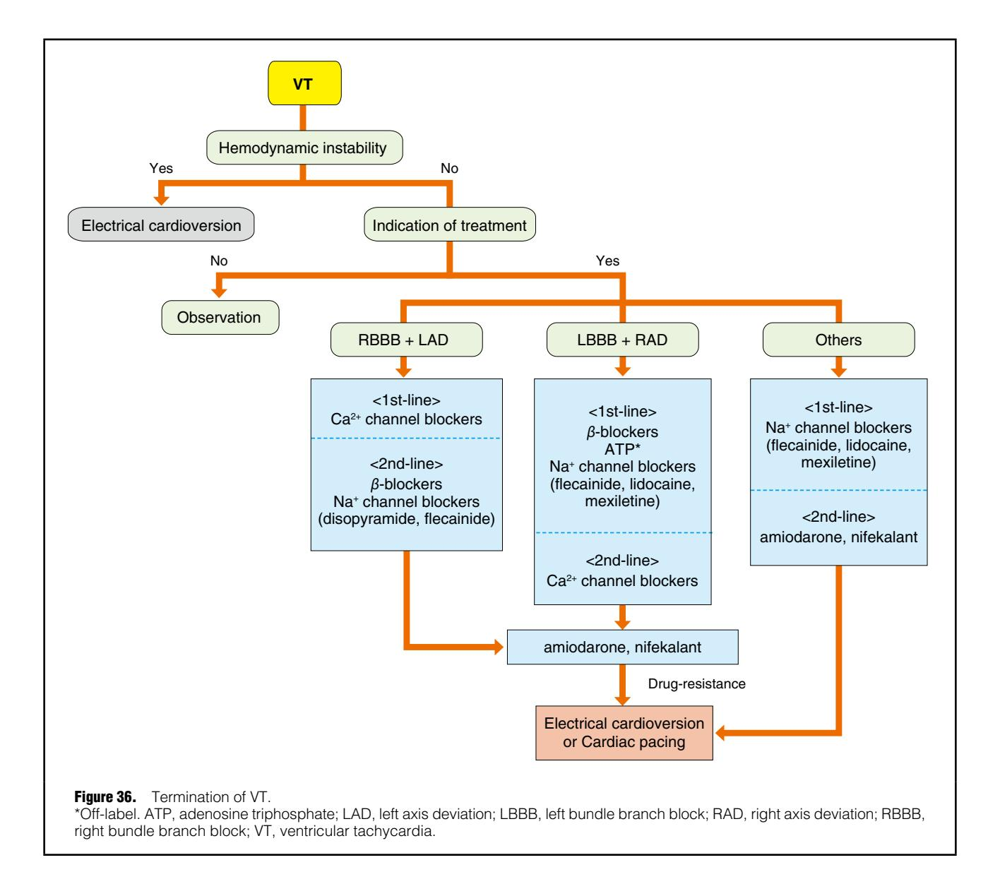 VT
Hemodynamic instability
Yes
No
Electrical cardioversion
Indication of treatment
No
Yes
Observation
RBBB + LAD
LBBB + RAD
Others
<1st-line>
Ca²⁺ channel blockers
<2nd-line>
β-blockers
Na⁺ channel blockers
(disopyramide, flecainide)
<1st-line>
β-blockers
ATP*
Na⁺ channel blockers
(flecainide, lidocaine,
mexiletine)
<2nd-line>
Ca²⁺ channel blockers
<1st-line>
Na⁺ channel blockers
(flecainide, lidocaine,
mexiletine)
<2nd-line>
amiodarone, nifekalant
amiodarone, nifekalant
Drug-resistance
Electrical cardioversion
or Cardiac pacing
Figure 36. Termination of VT.
*Off-label. ATP, adenosine triphosphate; LAD, left axis deviation; LBBB, left bundle branch block; RAD, right axis deviation; RBBB,
right bundle branch block; VT, ventricular tachycardia.